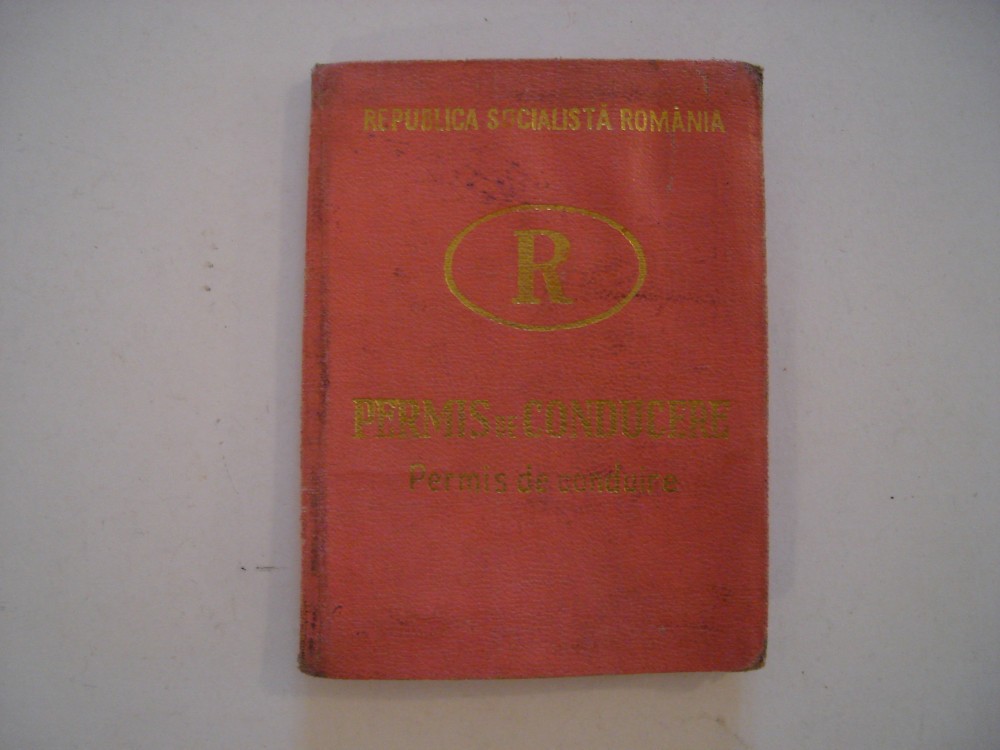 REPUBLICA SOCIALISTĂ ROMÂNIA
R
PERMIS DE CONDUCERE
Permis de conduire